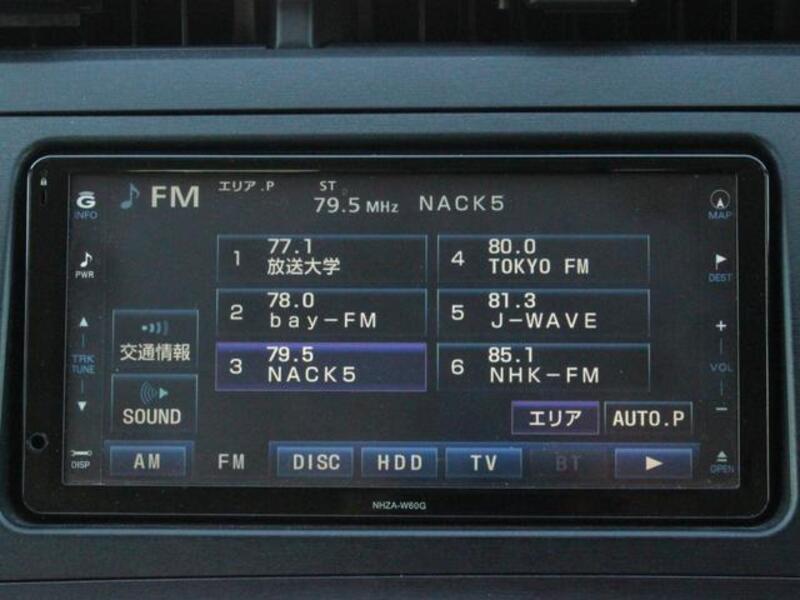 FM エリア.P ST
79.5 MHz NACK5
G
INFO
PWR
TRK
TUNE
DISP
MAP
DEST
+
VOL
−
OPEN
1 77.1
放送大学
2 78.0
bay−FM
3 79.5
NACK5
4 80.0
TOKYO FM
5 81.3
J−WAVE
6 85.1
NHK−FM
交通情報
SOUND
エリア AUTO.P
AM FM DISC HDD TV BT
NHZA-W60G